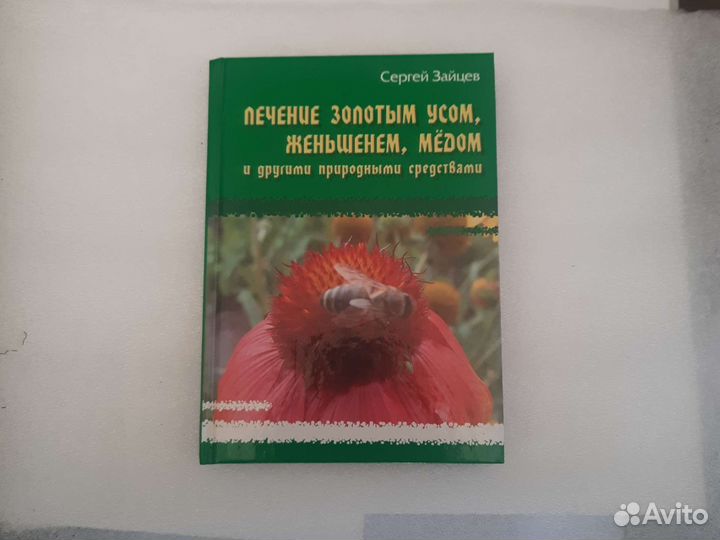 Сергей Зайцев
ЛЕЧЕНИЕ ЗОЛОТЫМ УСОМ,
ЖЕНЬШЕНЕМ, МЁДОМ
и другими природными средствами
Avito